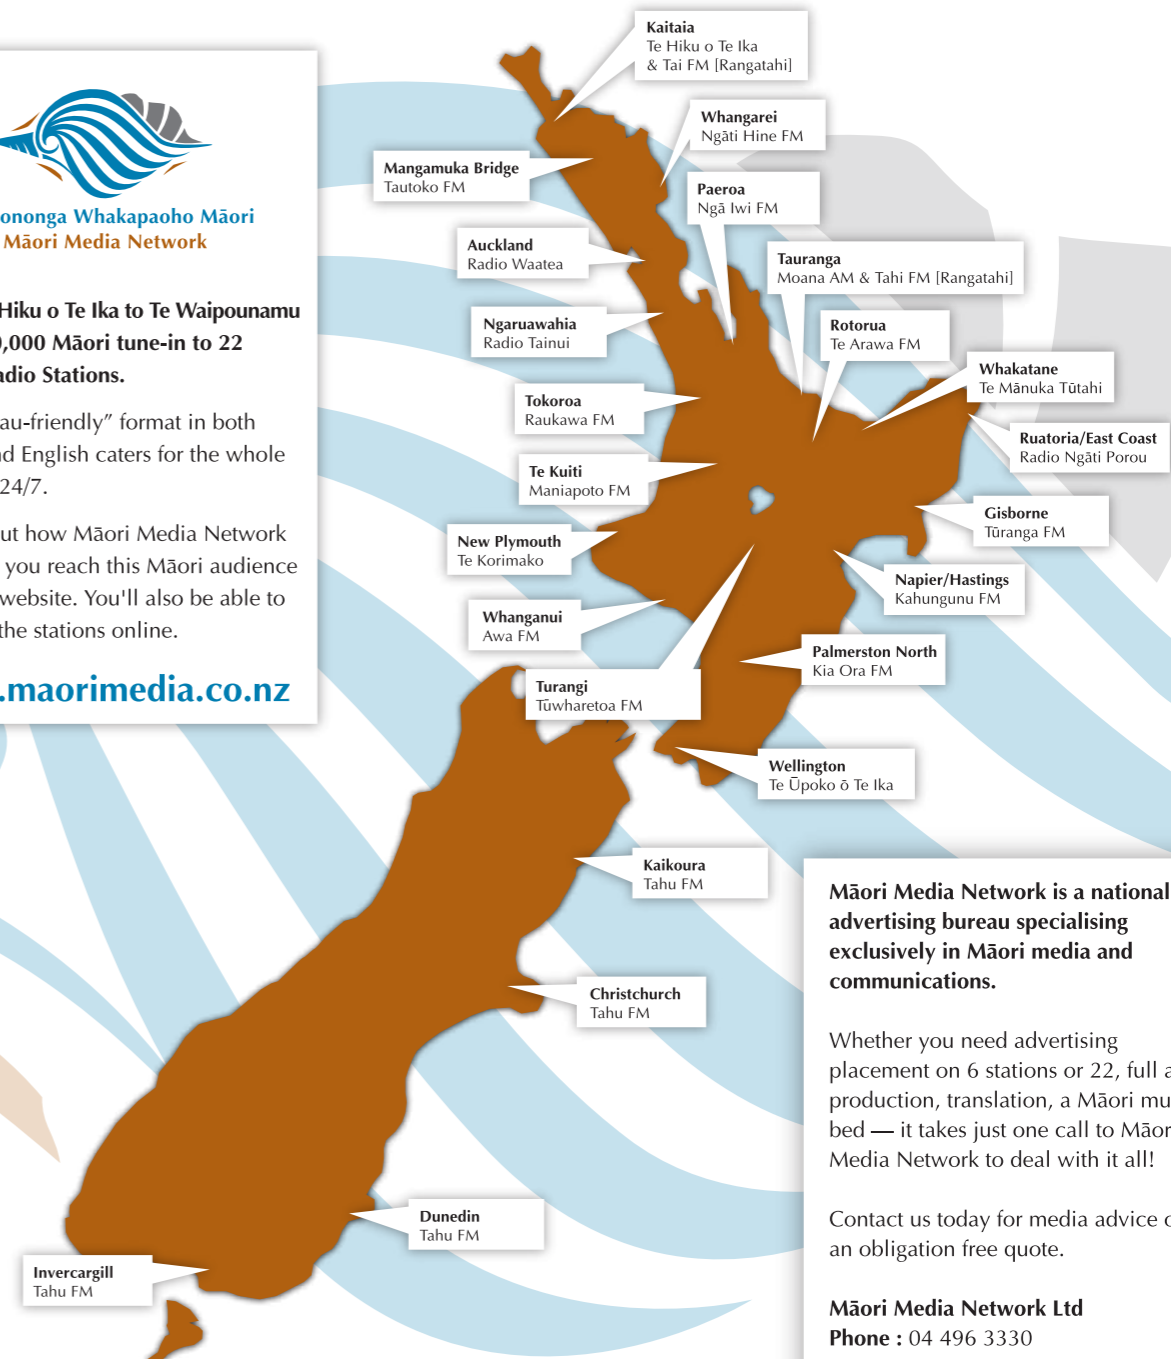 ononga Whakapaoho Māori
Māori Media Network
Hiku o Te Ika to Te Waipounamu
0,000 Māori tune-in to 22
adio Stations.
au-friendly” format in both
nd English caters for the whole
24/7.
ut how Māori Media Network
you reach this Māori audience
website. You'll also be able to
the stations online.
.maorimedia.co.nz
Kaitaia
Te Hiku o Te Ika
& Tai FM [Rangatahi]
Whangarei
Ngāti Hine FM
Mangamuka Bridge
Tautoko FM
Paeroa
Ngā Iwi FM
Auckland
Radio Waatea
Tauranga
Moana AM & Tahi FM [Rangatahi]
Ngaruawahia
Radio Tainui
Rotorua
Te Arawa FM
Whakatane
Te Mānuka Tūtahi
Tokoroa
Raukawa FM
Ruatoria/East Coast
Radio Ngāti Porou
Te Kuiti
Maniapoto FM
Gisborne
Tūranga FM
New Plymouth
Te Korimako
Napier/Hastings
Kahungunu FM
Whanganui
Awa FM
Palmerston North
Kia Ora FM
Turangi
Tūwharetoa FM
Wellington
Te Ūpoko ō Te Ika
Kaikoura
Tahu FM
Christchurch
Tahu FM
Dunedin
Tahu FM
Invercargill
Tahu FM
Māori Media Network is a national
advertising bureau specialising
exclusively in Māori media and
communications.
Whether you need advertising
placement on 6 stations or 22, full a
production, translation, a Māori mu
bed — it takes just one call to Māor
Media Network to deal with it all!
Contact us today for media advice o
an obligation free quote.
Māori Media Network Ltd
Phone : 04 496 3330